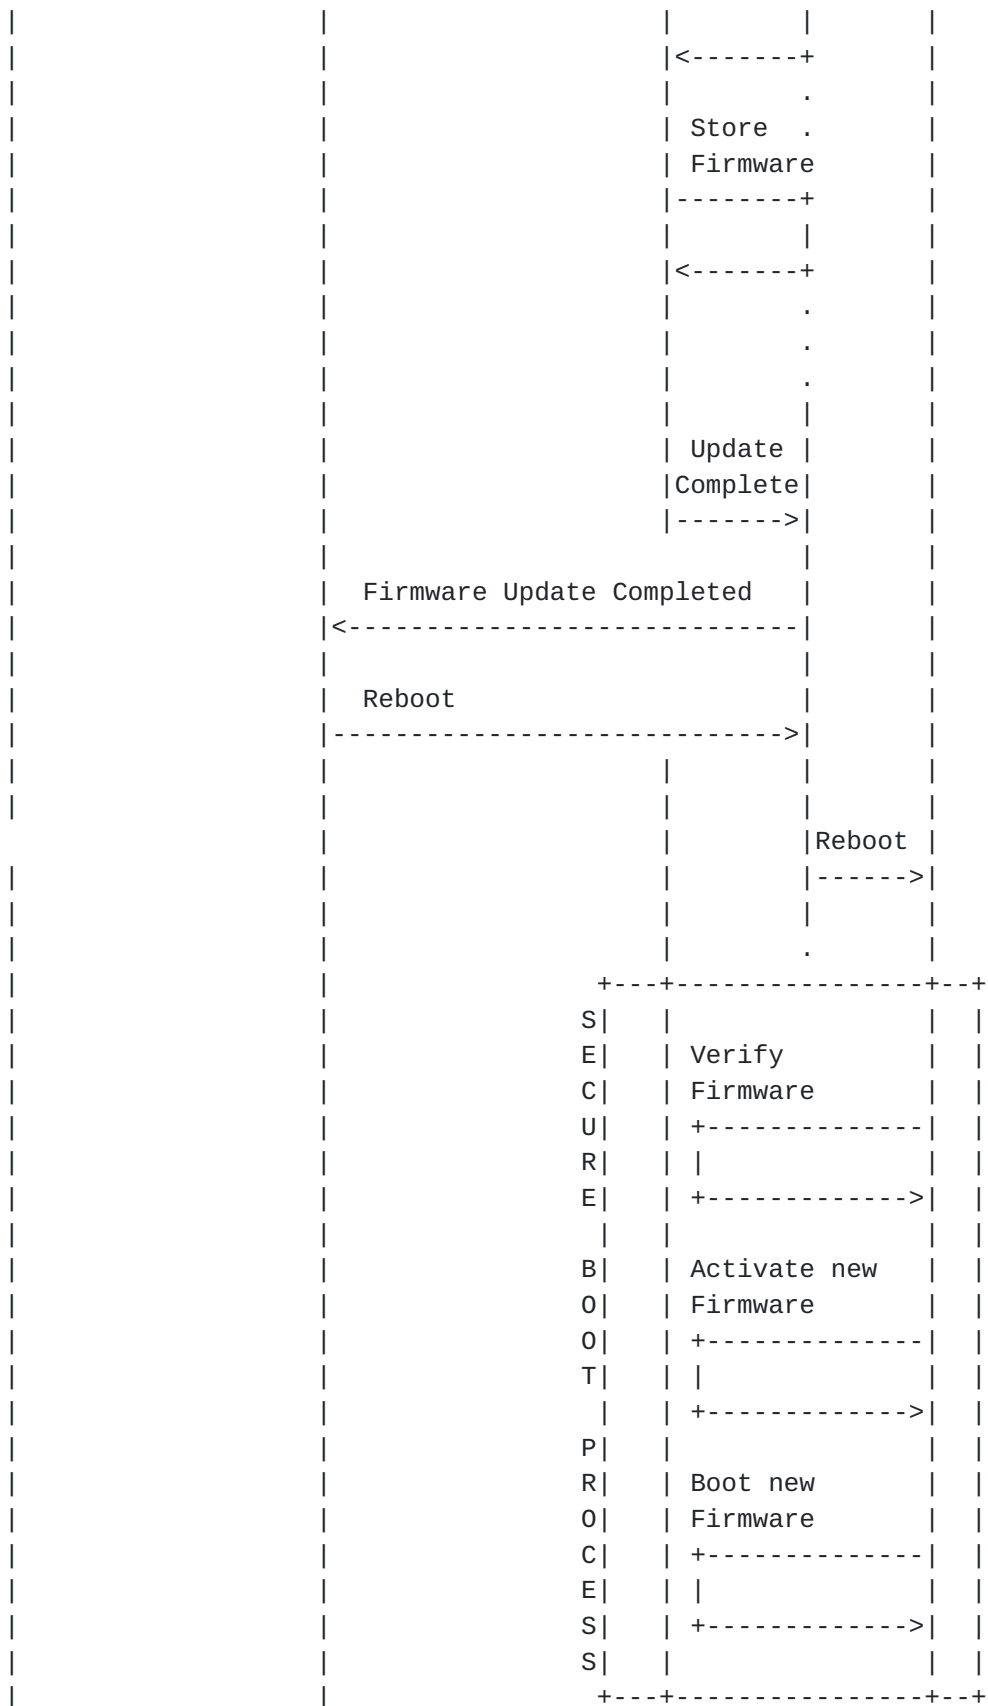 |                                       |                                           |                 |               |
|                                       |                                           |<-------+               |
|                                       |                                           |                 .               |
|                                       |                                           | Store  .               |
|                                       |                                           | Firmware              |
|                                       |                                           |--------+               |
|                                       |                                           |                 |               |
|                                       |                                           |<-------+               |
|                                       |                                           |                 .               |
|                                       |                                           |                 .               |
|                                       |                                           |                 .               |
|                                       |                                           |                 |               |
|                                       |                                           | Update |               |
|                                       |                                           |Complete|               |
|                                       |                                           |------->|               |
|                                       |                                                             |               |
|                                       |  Firmware Update Completed      |               |
|                                       |<-----------------------------|               |
|                                       |                                                             |               |
|                                       |  Reboot                                             |               |
|                                       |----------------------------->|               |
|                                       |                                           |                 |               |
|                                       |                                           |                 |               |
                                        |                                           |                 |Reboot |
|                                       |                                           |                 |------>|
|                                       |                                           |                 |               |
|                                       |                                           |                 .               |
|                                       |                                   +---+----------------+--+
|                                       |                                 S|   |                |  |
|                                       |                                 E|   | Verify         |  |
|                                       |                                 C|   | Firmware       |  |
|                                       |                                 U|   | +--------------|  |
|                                       |                                 R|   | |              |  |
|                                       |                                 E|   | +------------->|  |
|                                       |                                  |   |                |  |
|                                       |                                 B|   | Activate new   |  |
|                                       |                                 O|   | Firmware       |  |
|                                       |                                 O|   | +--------------|  |
|                                       |                                 T|   | |              |  |
|                                       |                                  |   | +------------->|  |
|                                       |                                 P|   |                |  |
|                                       |                                 R|   | Boot new       |  |
|                                       |                                 O|   | Firmware       |  |
|                                       |                                 C|   | +--------------|  |
|                                       |                                 E|   | |              |  |
|                                       |                                 S|   | +------------->|  |
|                                       |                                 S|   |                |  |
|                                       |                                   +---+----------------+--+